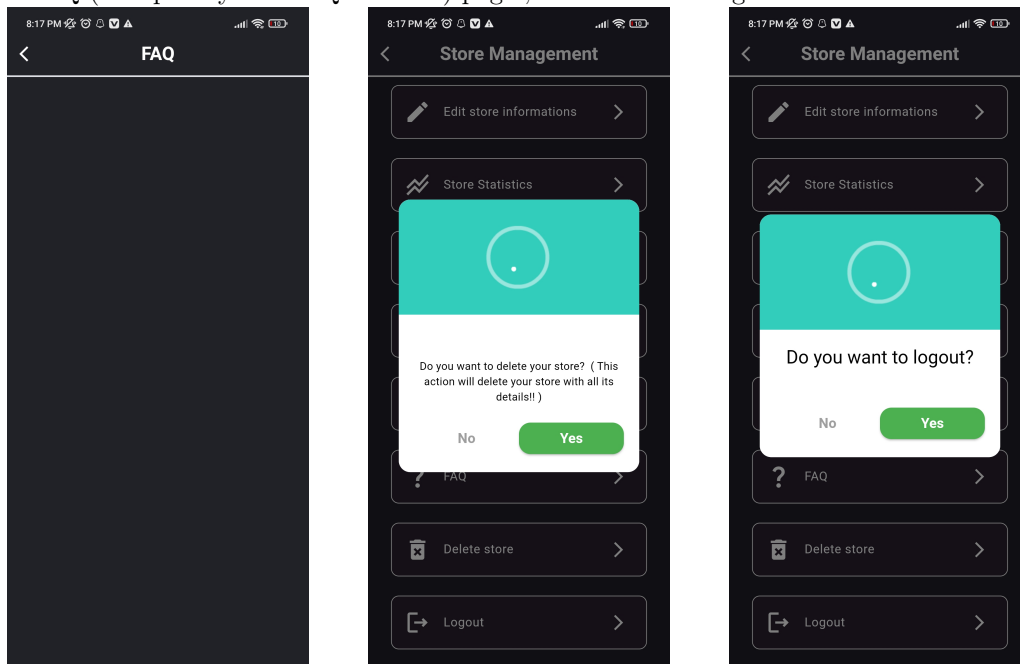 8:17 PM
10
FAQ
8:17 PM
10
Store Management
Edit store informations
Store Statistics
Do you want to delete your store? ( This
action will delete your store with all its
details!! )
No
Yes
FAQ
Delete store
Logout
8:17 PM
10
Store Management
Edit store informations
Store Statistics
Do you want to logout?
No
Yes
FAQ
Delete store
Logout